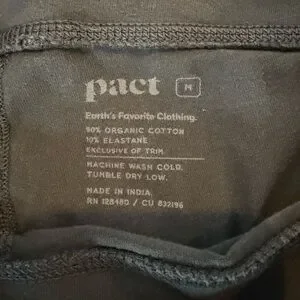 pact M
Earth's Favorite Clothing.
90% ORGANIC COTTON
10% ELASTANE
EXCLUSIVE OF TRIM
MACHINE WASH COLD.
TUMBLE DRY LOW.
MADE IN INDIA.
RN 128480 / CU 832196